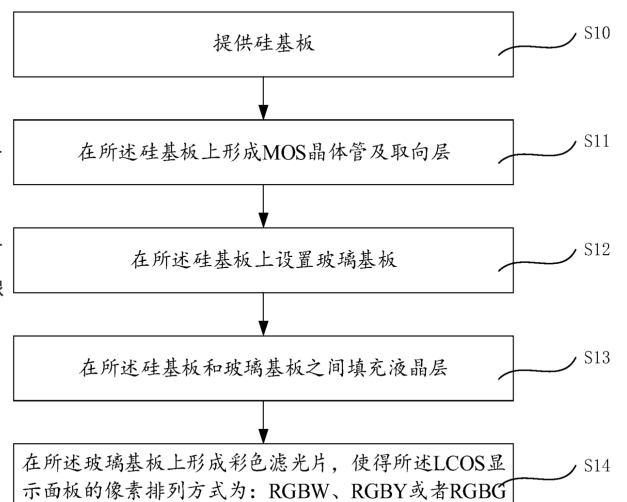 提供硅基板
S10
在所述硅基板上形成MOS晶体管及取向层
S11
在所述硅基板上设置玻璃基板
S12
在所述硅基板和玻璃基板之间填充液晶层
S13
在所述玻璃基板上形成彩色滤光片，使得所述LCOS显
示面板的像素排列方式为：RGBW、RGBY或者RGBG
S14